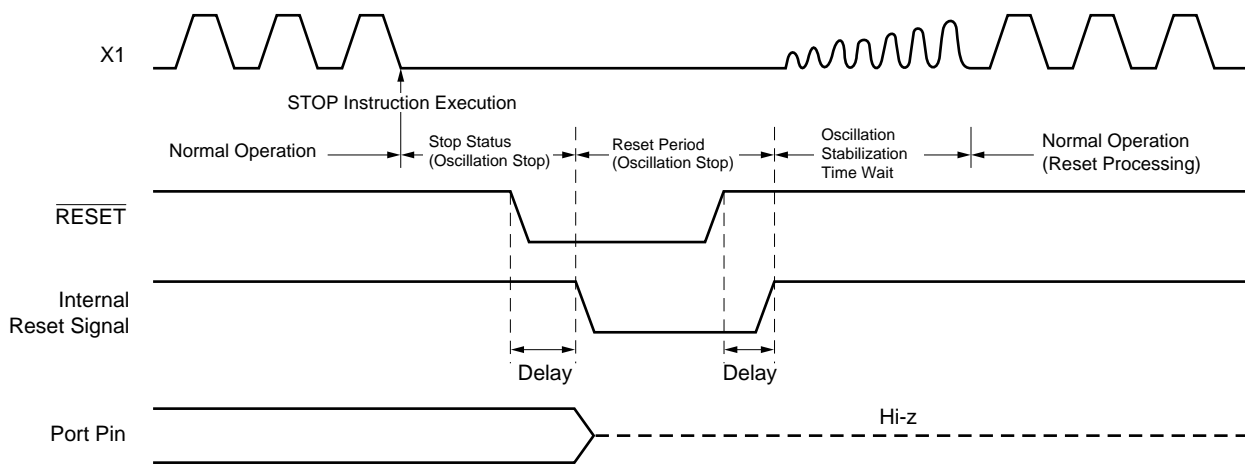 X1
STOP Instruction Execution
Normal Operation
Stop Status
(Oscillation Stop)
Reset Period
(Oscillation Stop)
Oscillation
Stabilization
Time Wait
Normal Operation
(Reset Processing)
RESET
Internal
Reset Signal
Delay
Delay
Port Pin
Hi-z